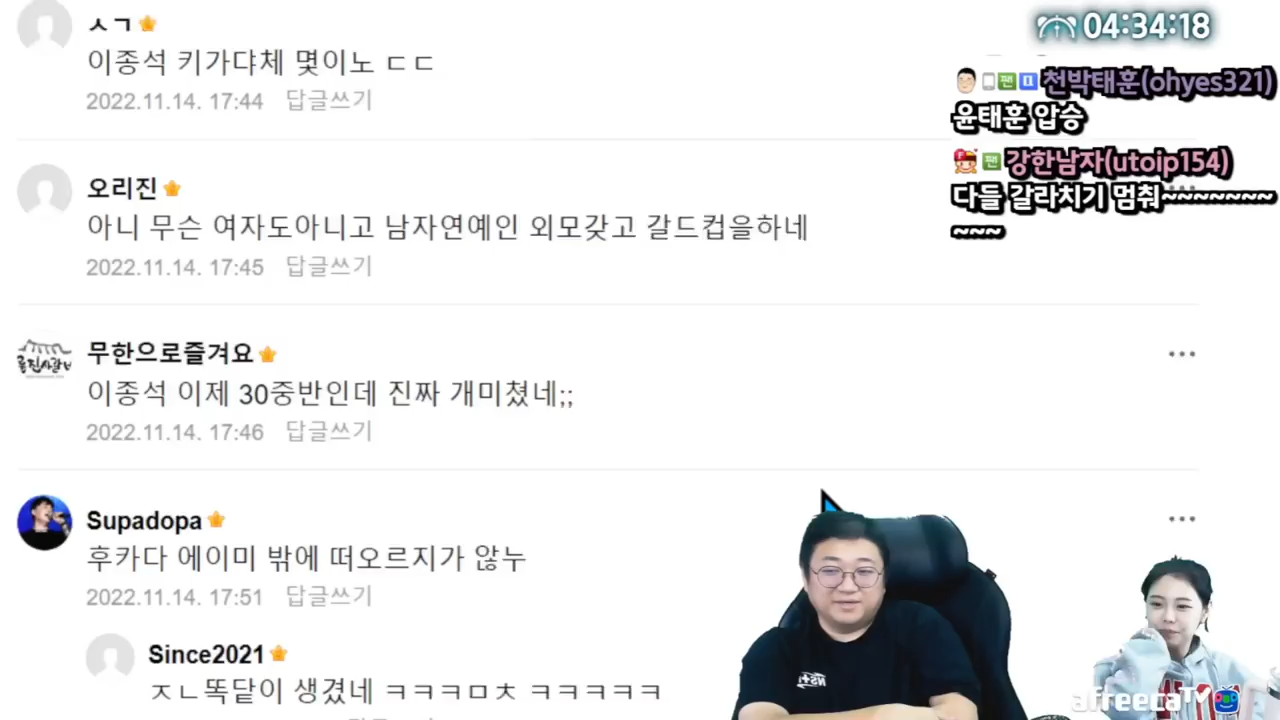 ㅅㄱ
이종석 키가댜체 몇이노 ㄷㄷ
2022.11.14. 17:44 답글쓰기
오리진
아니 무슨 여자도아니고 남자연예인 외모갖고 갈드컵을하네
2022.11.14. 17:45 답글쓰기
무한으로즐겨요
이종석 이제 30중반인데 진짜 개미쳤네;;
2022.11.14. 17:46 답글쓰기
Supadopa
후카다 에이미 밖에 떠오르지가 않누
2022.11.14. 17:51 답글쓰기
Since2021
ㅈㄴ똑닽이 생겼네 ㅋㅋㅋㅁㅊ ㅋㅋㅋㅋㅋ
04:34:18
팬 천박태훈(ohyes321)
윤태훈 압승
팬 강한남자(utoip154)
다들 갈라치기 멈춰~~~~~~~
~~~
afreecaTV